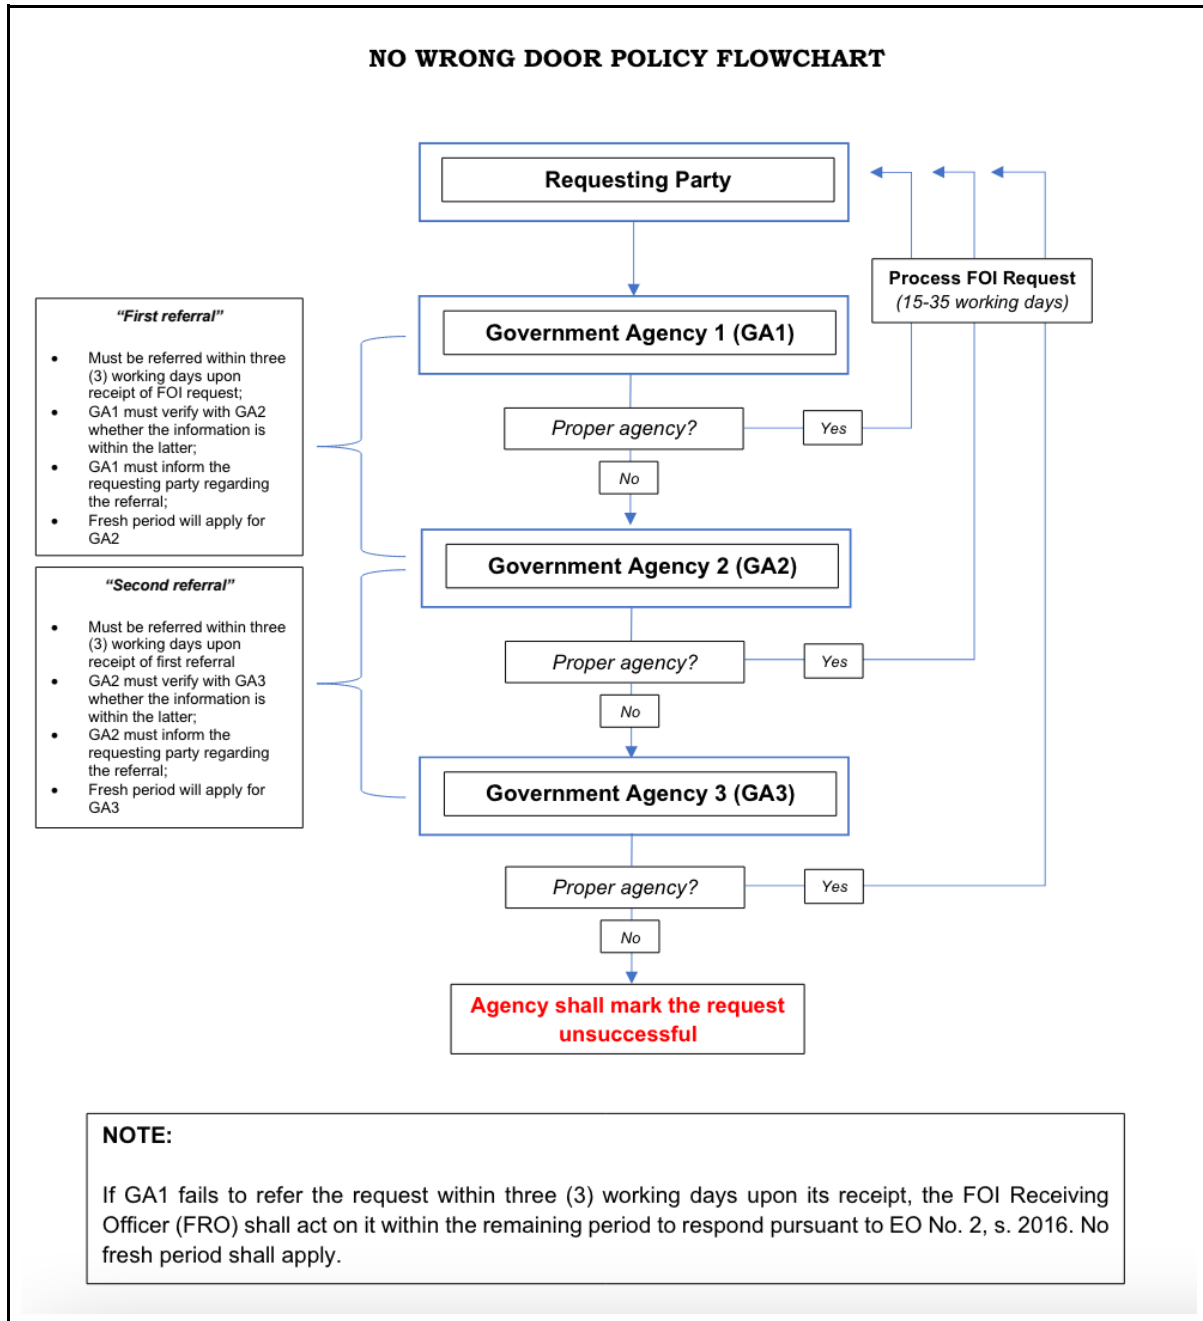 NO WRONG DOOR POLICY FLOWCHART
Requesting Party
Process FOI Request
(15-35 working days)
“First referral”
• Must be referred within three
(3) working days upon
receipt of FOI request;
• GA1 must verify with GA2
whether the information is
within the latter;
• GA1 must inform the
requesting party regarding
the referral;
• Fresh period will apply for
GA2
Government Agency 1 (GA1)
Proper agency?
Yes
No
Government Agency 2 (GA2)
“Second referral”
• Must be referred within three
(3) working days upon
receipt of first referral
• GA2 must verify with GA3
whether the information is
within the latter;
• GA2 must inform the
requesting party regarding
the referral;
• Fresh period will apply for
GA3
Proper agency?
Yes
No
Government Agency 3 (GA3)
Proper agency?
Yes
No
Agency shall mark the request
unsuccessful
NOTE:
If GA1 fails to refer the request within three (3) working days upon its receipt, the FOI Receiving
Officer (FRO) shall act on it within the remaining period to respond pursuant to EO No. 2, s. 2016. No
fresh period shall apply.